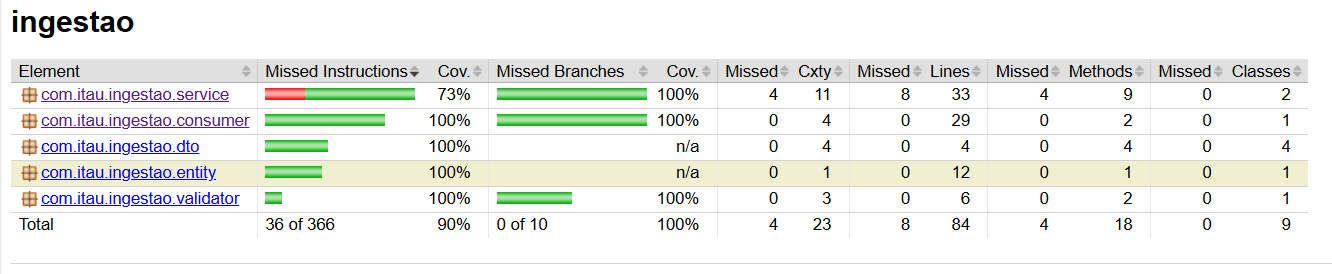 ingestao
Element Missed Instructions Cov. Missed Branches Cov. Missed Cxty Missed Lines Missed Methods Missed Classes
com.itau.ingestao.service 73% 100% 4 11 8 33 4 9 0 2
com.itau.ingestao.consumer 100% 100% 0 4 0 29 0 2 0 1
com.itau.ingestao.dto 100% n/a 0 4 0 4 0 4 0 4
com.itau.ingestao.entity 100% n/a 0 1 0 12 0 1 0 1
com.itau.ingestao.validator 100% 100% 0 3 0 6 0 2 0 1
Total 36 of 366 90% 0 of 10 100% 4 23 8 84 4 18 0 9